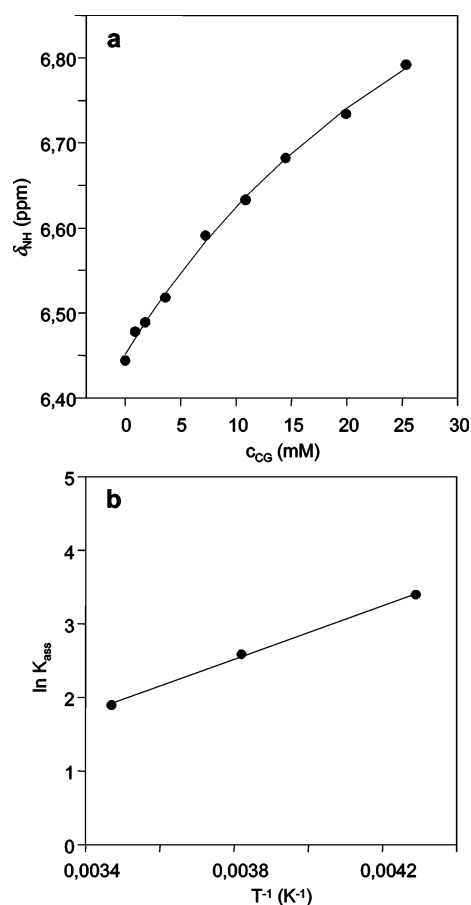 a
6,80
6,70
6,60
6,50
6,40
δNH (ppm)
0 5 10 15 20 25 30
cCG (mM)
b
5
4
3
2
1
0
ln Kass
0,0034 0,0038 0,0042
T-1 (K-1)